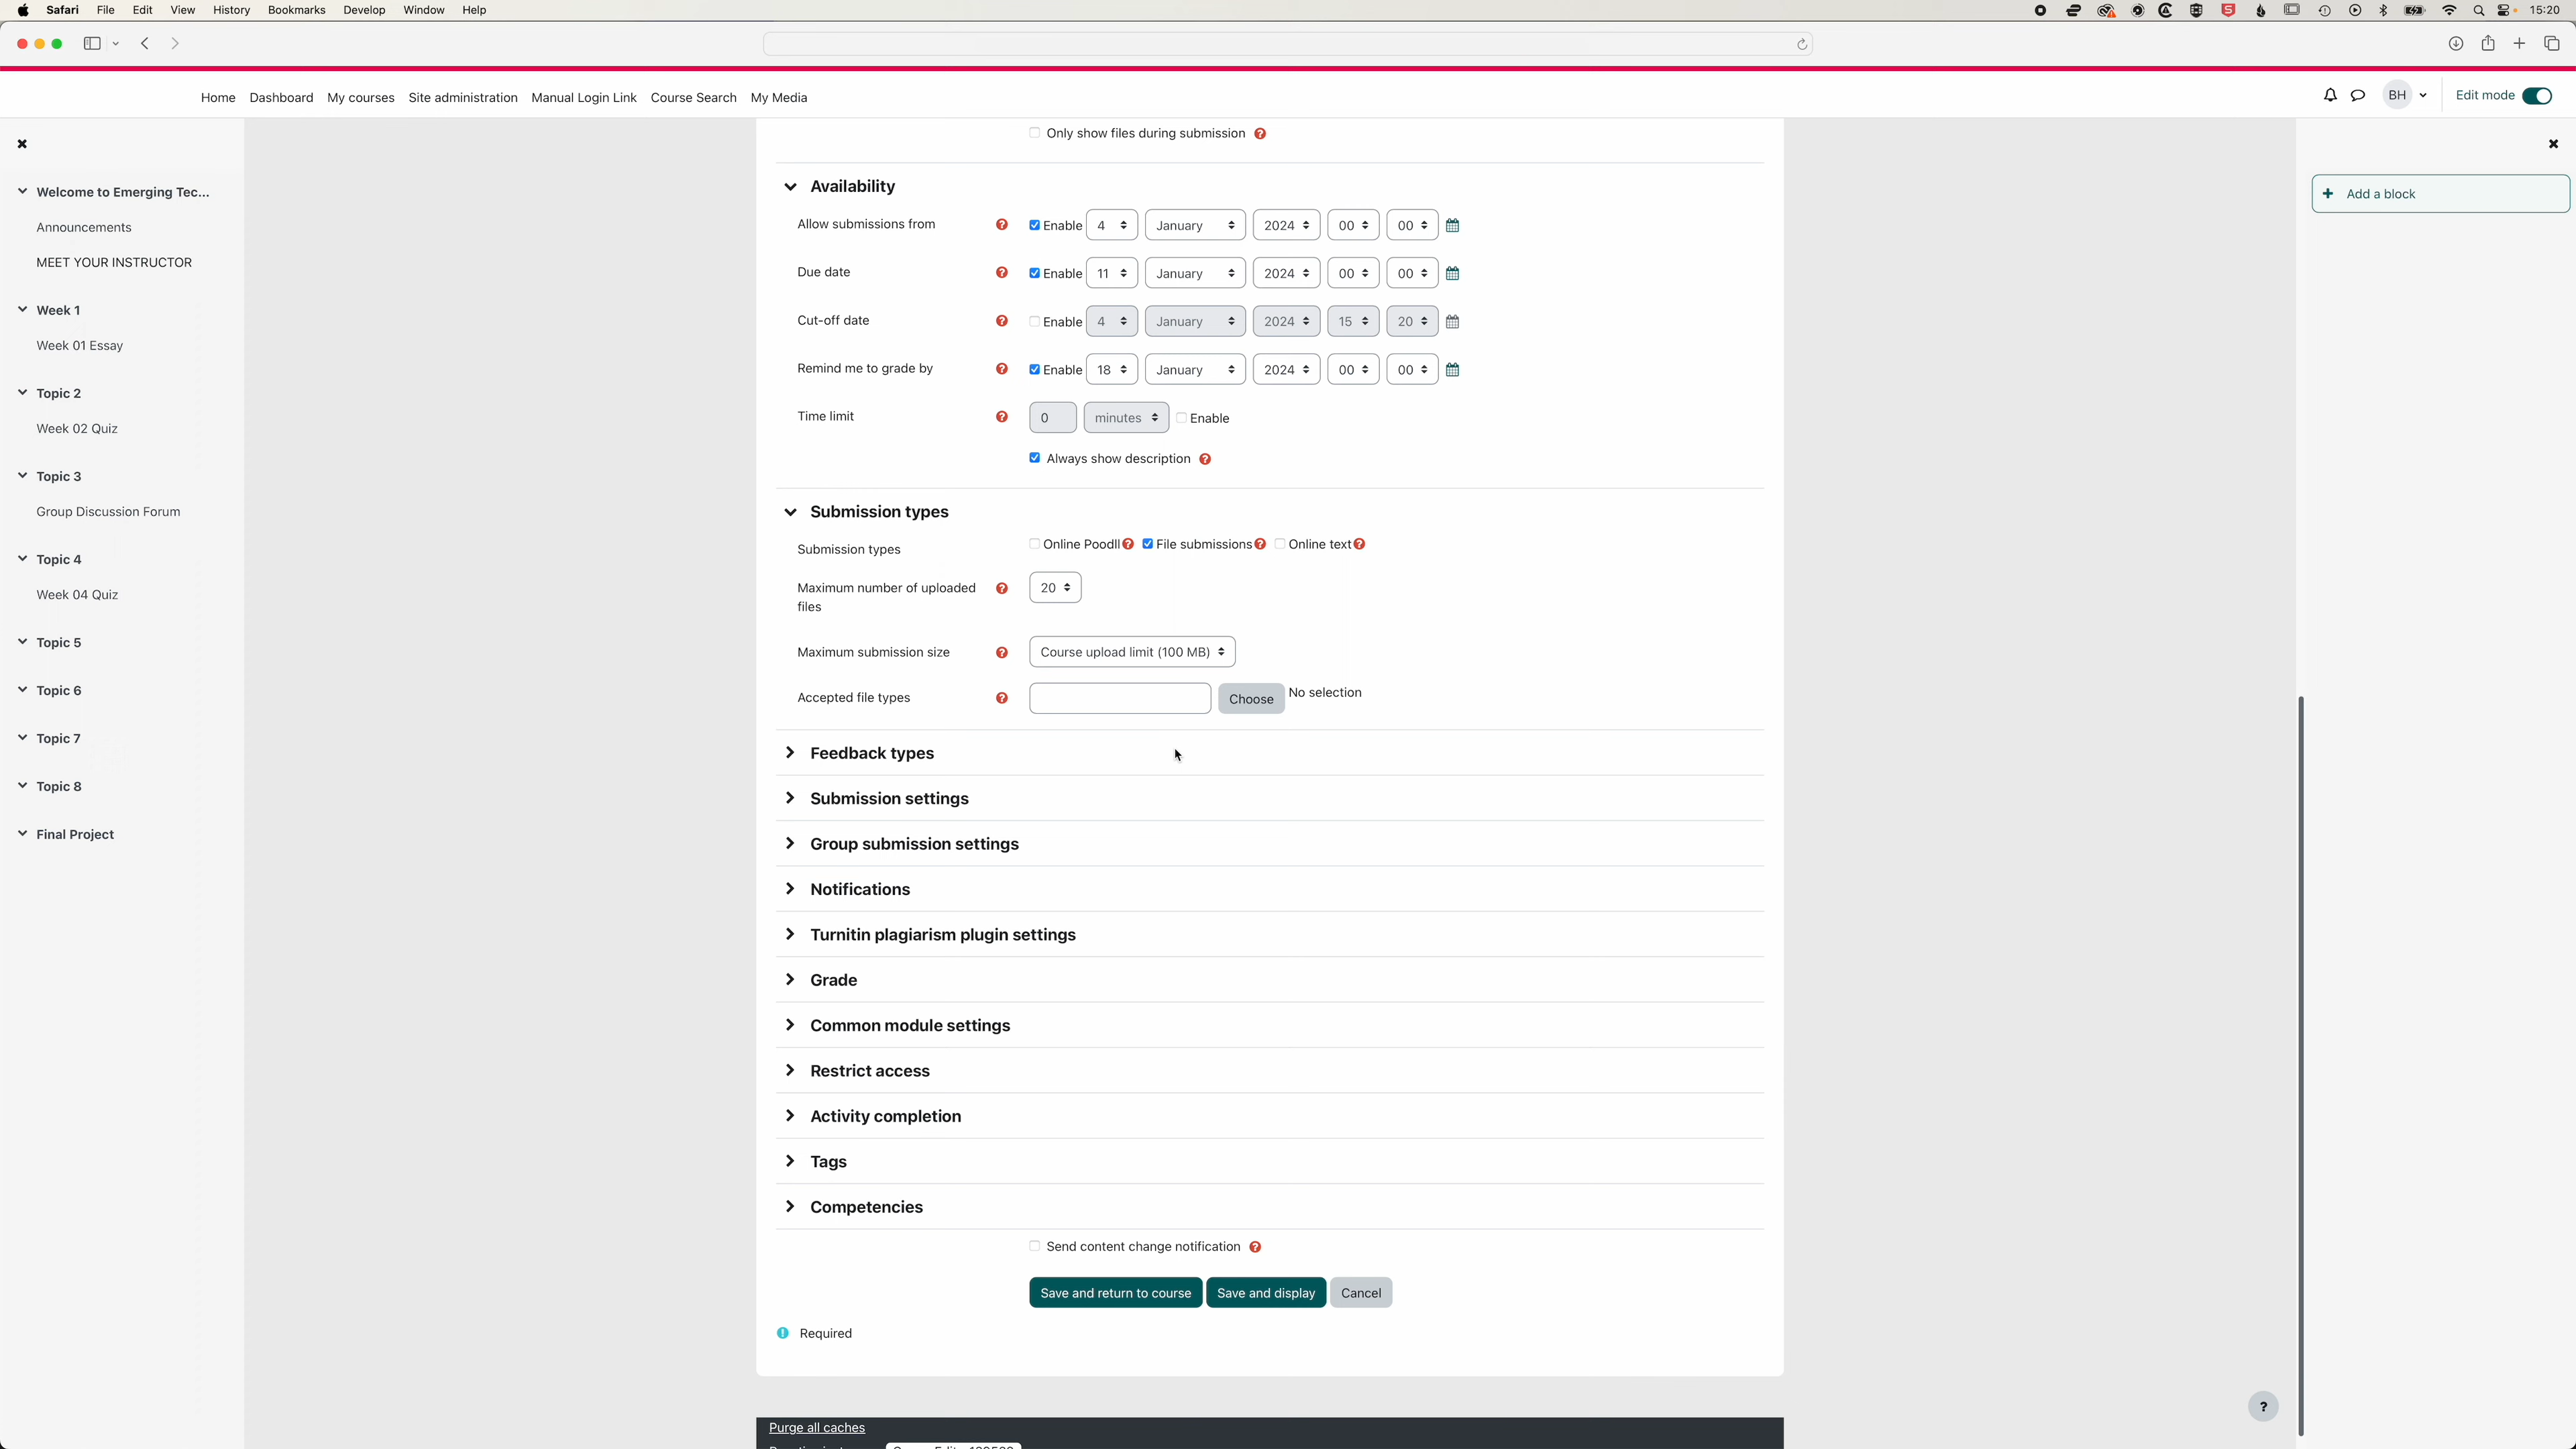 Safari File Edit View History Bookmarks Develop Window Help 15:20
Home Dashboard My courses Site administration Manual Login Link Course Search My Media BH Edit mode
Only show files during submission
Add a block
Welcome to Emerging Tec...
Announcements
MEET YOUR INSTRUCTOR
Week 1
Week 01 Essay
Topic 2
Week 02 Quiz
Topic 3
Group Discussion Forum
Topic 4
Week 04 Quiz
Topic 5
Topic 6
Topic 7
Topic 8
Final Project
Availability
Allow submissions from Enable 4 January 2024 00 00
Due date Enable 11 January 2024 00 00
Cut-off date Enable 4 January 2024 15 20
Remind me to grade by Enable 18 January 2024 00 00
Time limit 0 minutes Enable
Always show description
Submission types
Submission types Online Poodll File submissions Online text
Maximum number of uploaded 20
files
Maximum submission size Course upload limit (100 MB)
Accepted file types Choose No selection
Feedback types
Submission settings
Group submission settings
Notifications
Turnitin plagiarism plugin settings
Grade
Common module settings
Restrict access
Activity completion
Tags
Competencies
Send content change notification
Save and return to course Save and display Cancel
Required
?
Purge all caches